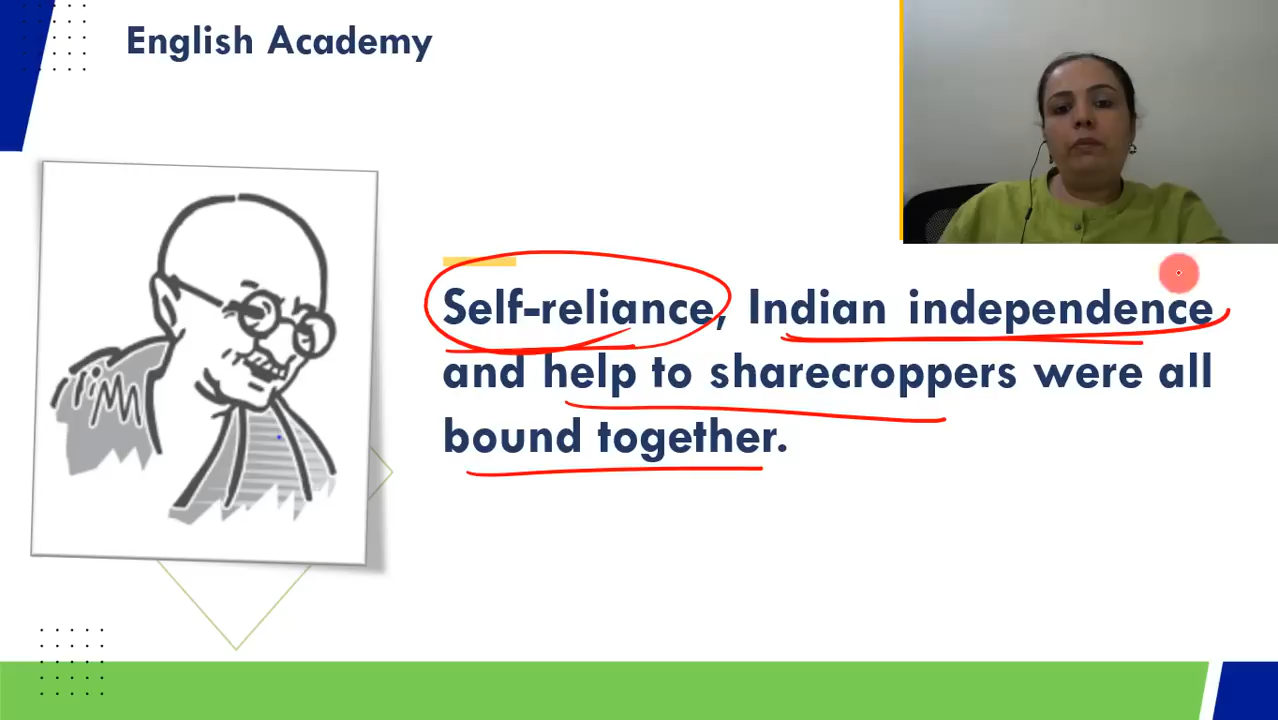 English Academy
Self-reliance, Indian independence
and help to sharecroppers were all
bound together.